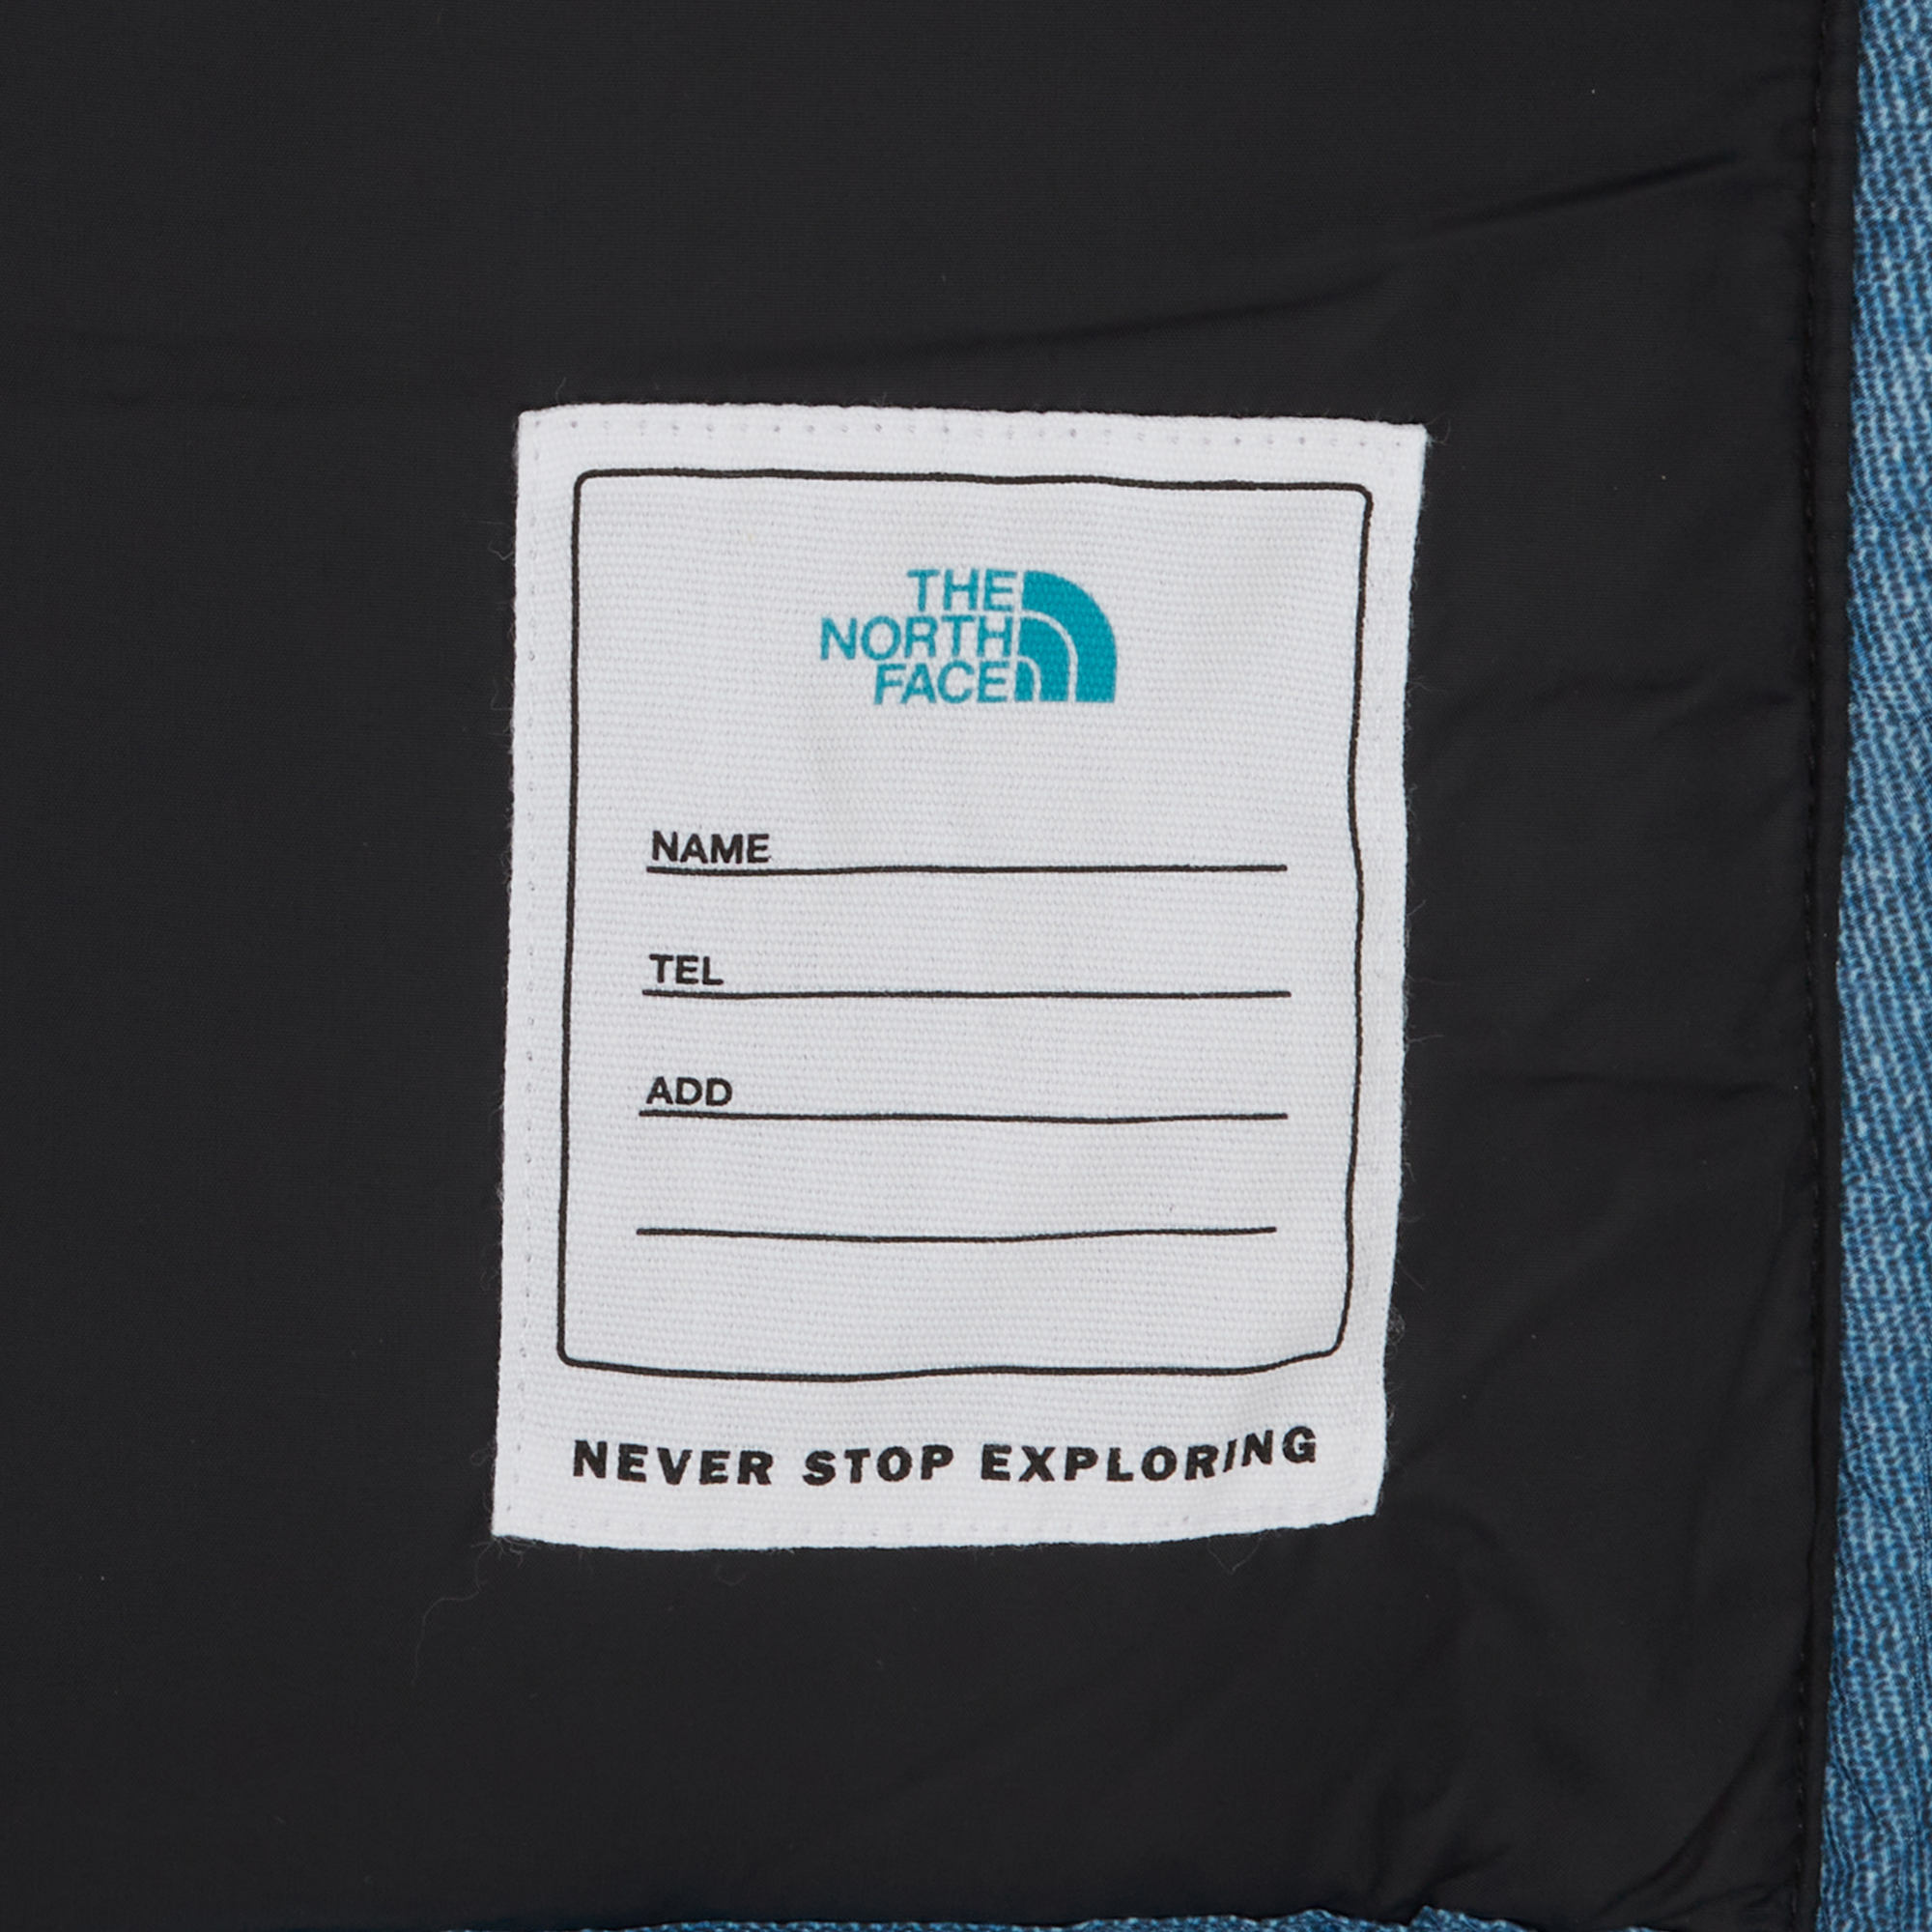 THE
NORTH
FACE
NAME
TEL
ADD
NEVER STOP EXPLORING